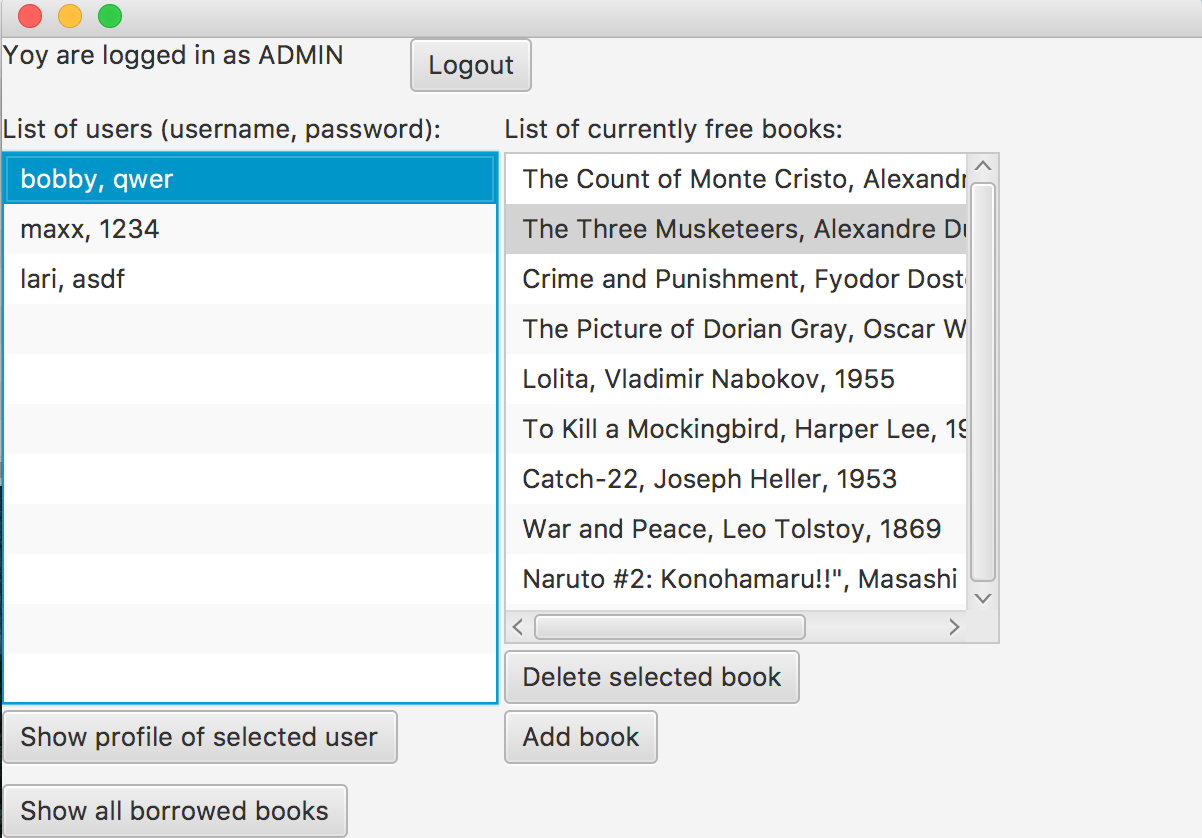 Yoy are logged in as ADMIN
Logout
List of users (username, password):
bobby, qwer
maxx, 1234
lari, asdf
Show profile of selected user
Show all borrowed books
List of currently free books:
The Count of Monte Cristo, Alexand
The Three Musketeers, Alexandre D
Crime and Punishment, Fyodor Dost
The Picture of Dorian Gray, Oscar W
Lolita, Vladimir Nabokov, 1955
To Kill a Mockingbird, Harper Lee, 19
Catch-22, Joseph Heller, 1953
War and Peace, Leo Tolstoy, 1869
Naruto #2: Konohamaru!!", Masashi
Delete selected book
Add book